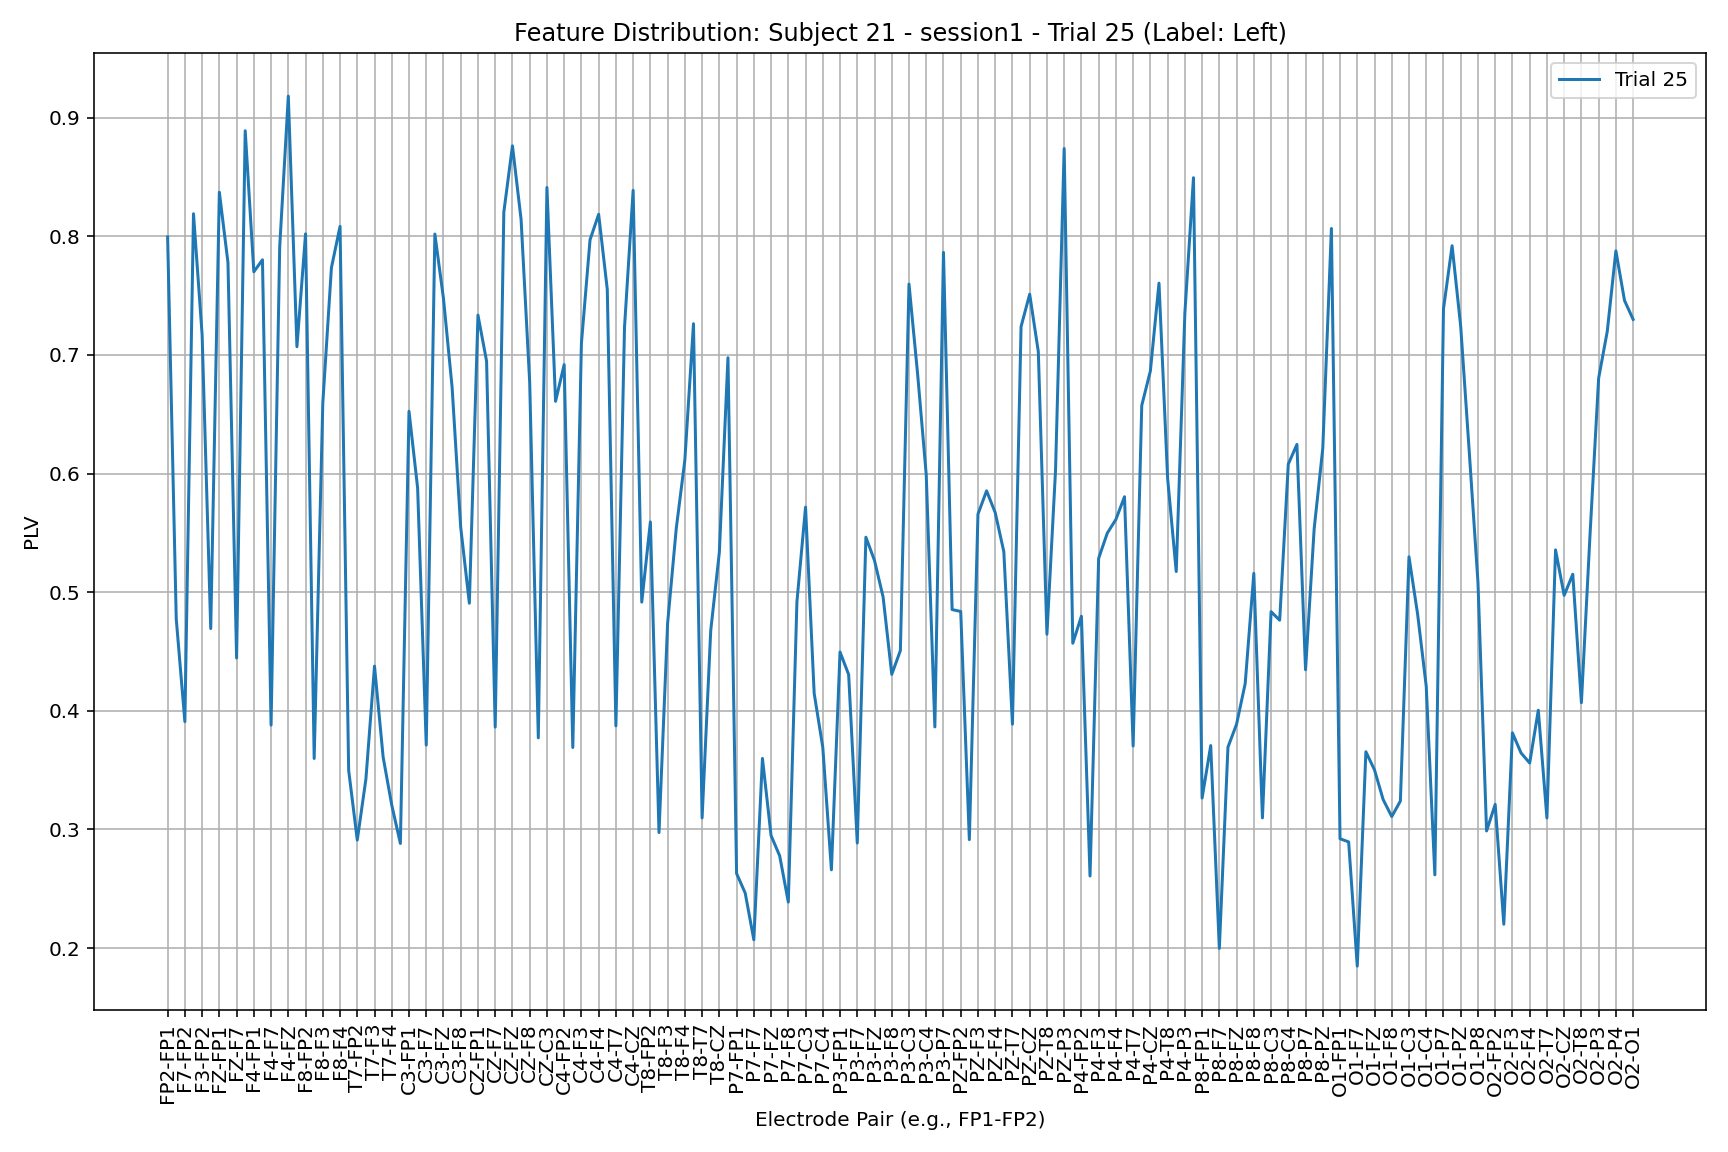 Feature Distribution: Subject 21 - session1 - Trial 25 (Label: Left)
Trial 25
PLV
0.9
0.8
0.7
0.6
0.5
0.4
0.3
0.2
FP2-FP1
F7-FP2
F3-FP2
FZ-FP1
FZ-F7
F4-FP1
F4-F7
F4-FZ
F8-FP2
F8-F3
F8-F4
T7-FP2
T7-F3
T7-F4
C3-FP1
C3-F7
C3-FZ
C3-F8
CZ-FP1
CZ-F7
CZ-FZ
CZ-F8
CZ-C3
C4-FP2
C4-F3
C4-F4
C4-T7
C4-CZ
T8-FP2
T8-F3
T8-F4
T8-T7
T8-CZ
P7-FP1
P7-F7
P7-FZ
P7-F8
P7-C3
P7-C4
P3-FP1
P3-F7
P3-FZ
P3-F8
P3-C3
P3-C4
P3-P7
PZ-FP2
PZ-F3
PZ-F4
PZ-T7
PZ-CZ
PZ-T8
PZ-P3
P4-FP2
P4-F3
P4-F4
P4-T7
P4-CZ
P4-T8
P4-P3
P8-FP1
P8-F7
P8-FZ
P8-F8
P8-C3
P8-C4
P8-P7
P8-PZ
O1-FP1
O1-F7
O1-FZ
O1-F8
O1-C3
O1-C4
O1-P7
O1-PZ
O1-P8
O2-FP2
O2-F3
O2-F4
O2-T7
O2-CZ
O2-T8
O2-P3
O2-P4
O2-O1
Electrode Pair (e.g., FP1-FP2)